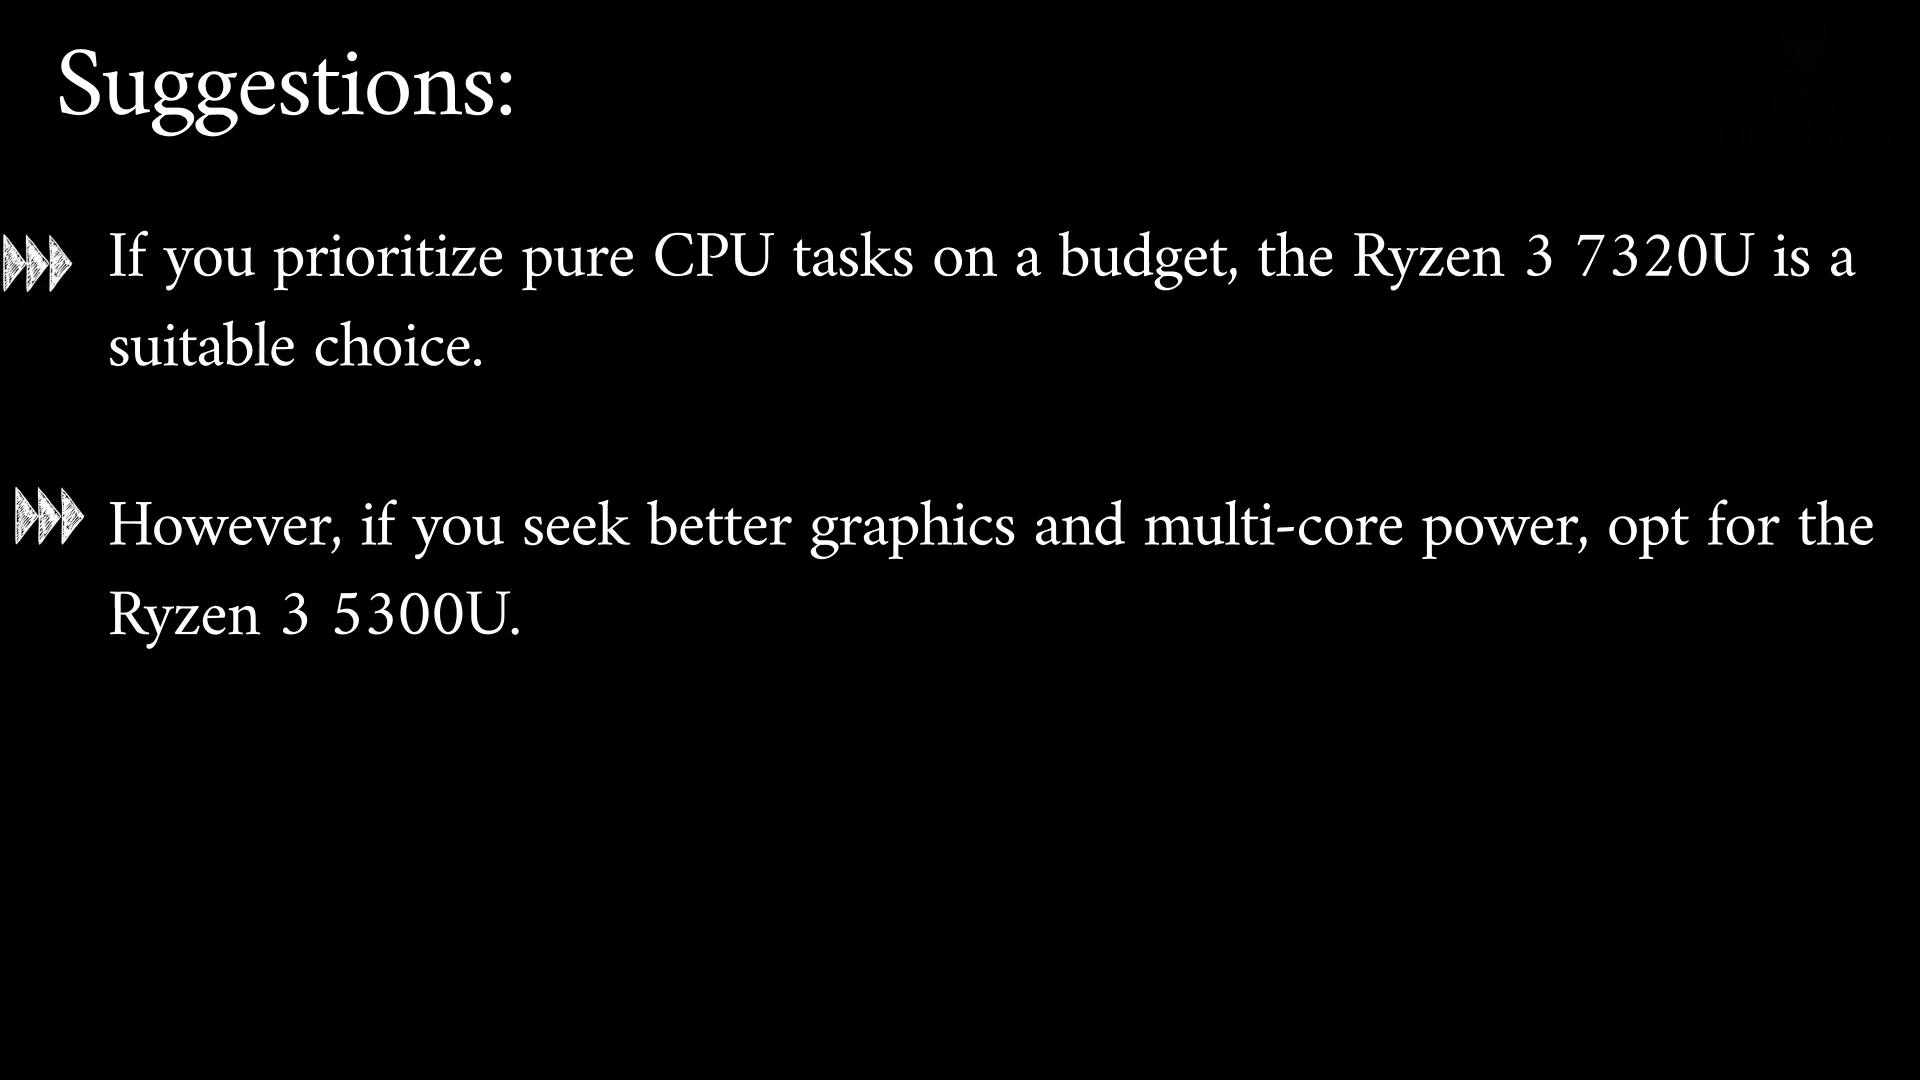 Suggestions:
If you prioritize pure CPU tasks on a budget, the Ryzen 3 7320U is a
suitable choice.
However, if you seek better graphics and multi-core power, opt for the
Ryzen 3 5300U.